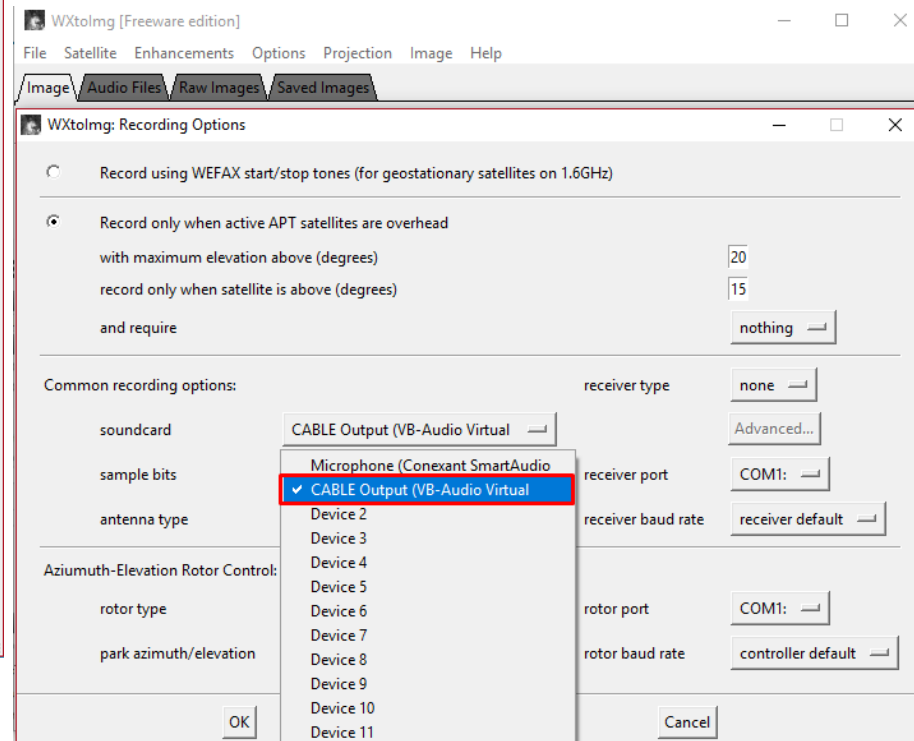 WXtoImg [Freeware edition]
File Satellite Enhancements Options Projection Image Help
Image Audio Files Raw Images Saved Images
WXtoImg: Recording Options
Record using WEFAX start/stop tones (for geostationary satellites on 1.6GHz)
Record only when active APT satellites are overhead
with maximum elevation above (degrees) 20
record only when satellite is above (degrees) 15
and require nothing
Common recording options: receiver type none
soundcard CABLE Output (VB-Audio Virtual Advanced...
Microphone (Conexant SmartAudio
sample bits CABLE Output (VB-Audio Virtual receiver port COM1:
Device 2
antenna type receiver baud rate receiver default
Device 3
Device 4
Aziumuth-Elevation Rotor Control: Device 5
rotor type Device 6 rotor port COM1:
Device 7
park azimuth/elevation Device 8 rotor baud rate controller default
Device 9
Device 10
OK Cancel
Device 11